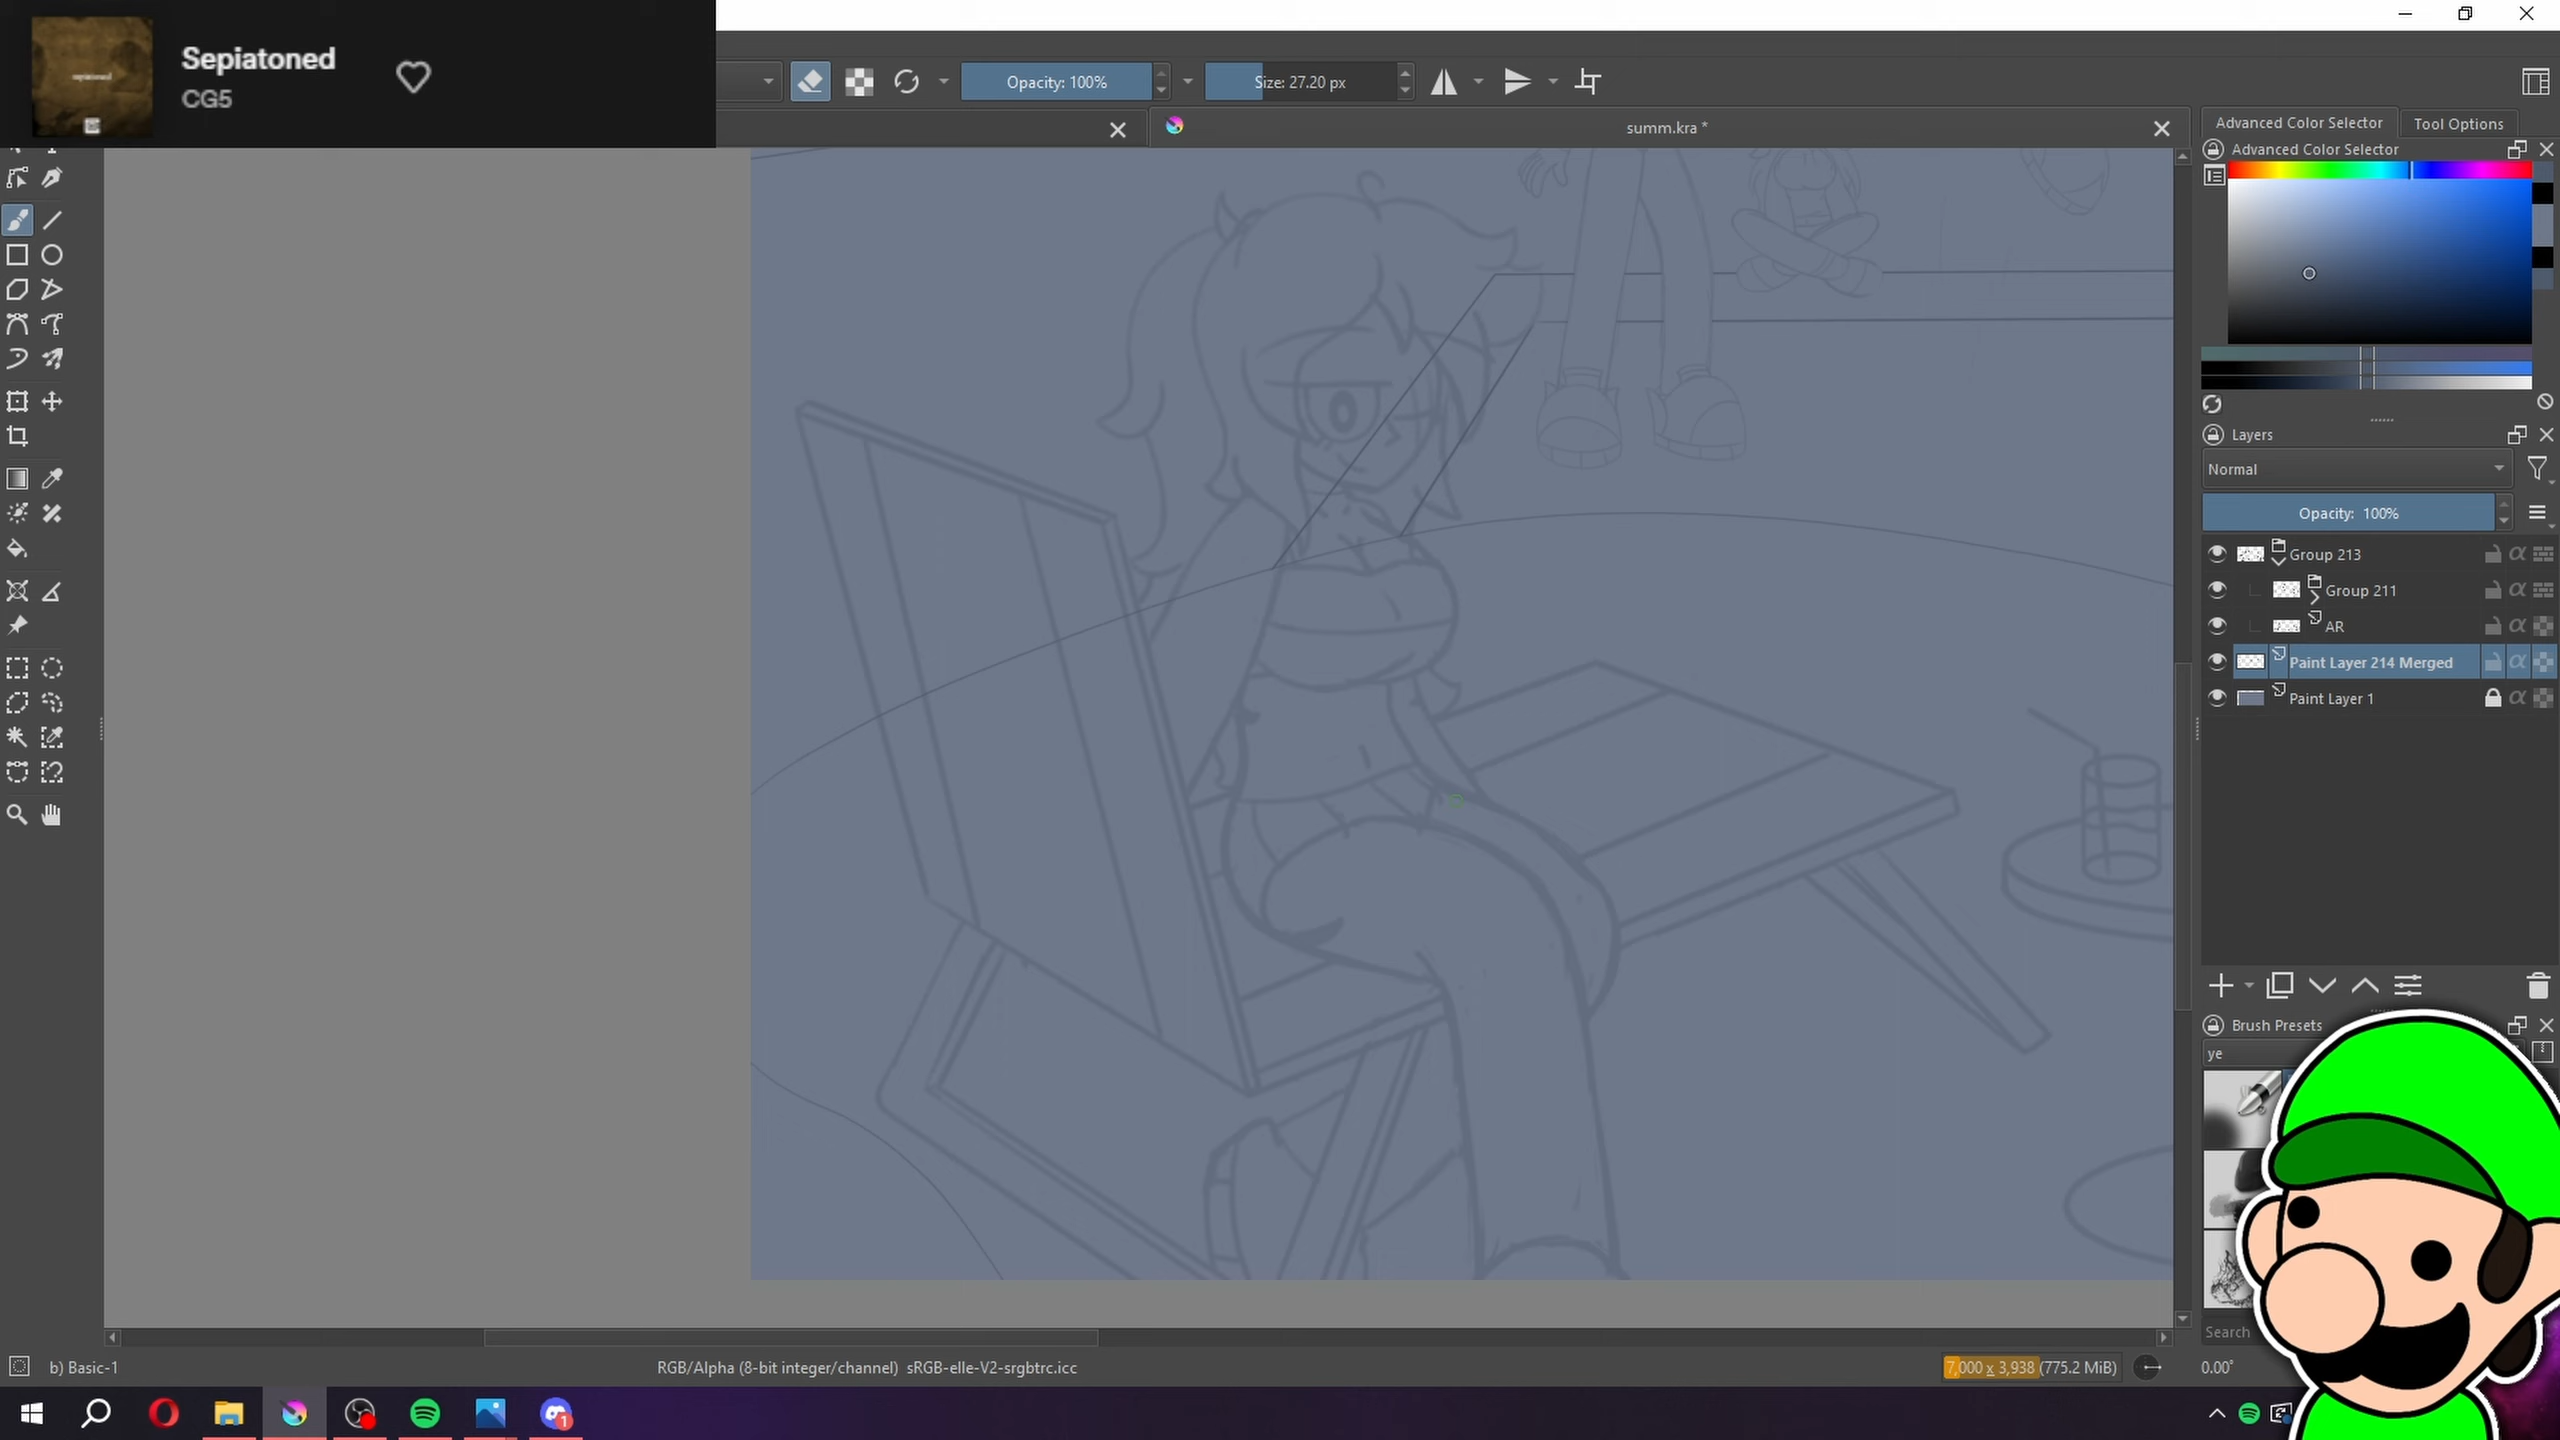 Sepiatoned
CG5
sepiatoned
Opacity: 100%
Size: 27.20 px
summ.kra *
Advanced Color Selector
Tool Options
Advanced Color Selector
Layers
Normal
Opacity: 100%
Group 213
Group 211
AR
Paint Layer 214 Merged
Paint Layer 1
Brush Presets
ye
Search
b) Basic-1
RGB/Alpha (8-bit integer/channel) sRGB-elle-V2-srgbtrc.icc
7,000 x 3,938 (775.2 MiB)
0.00°
1